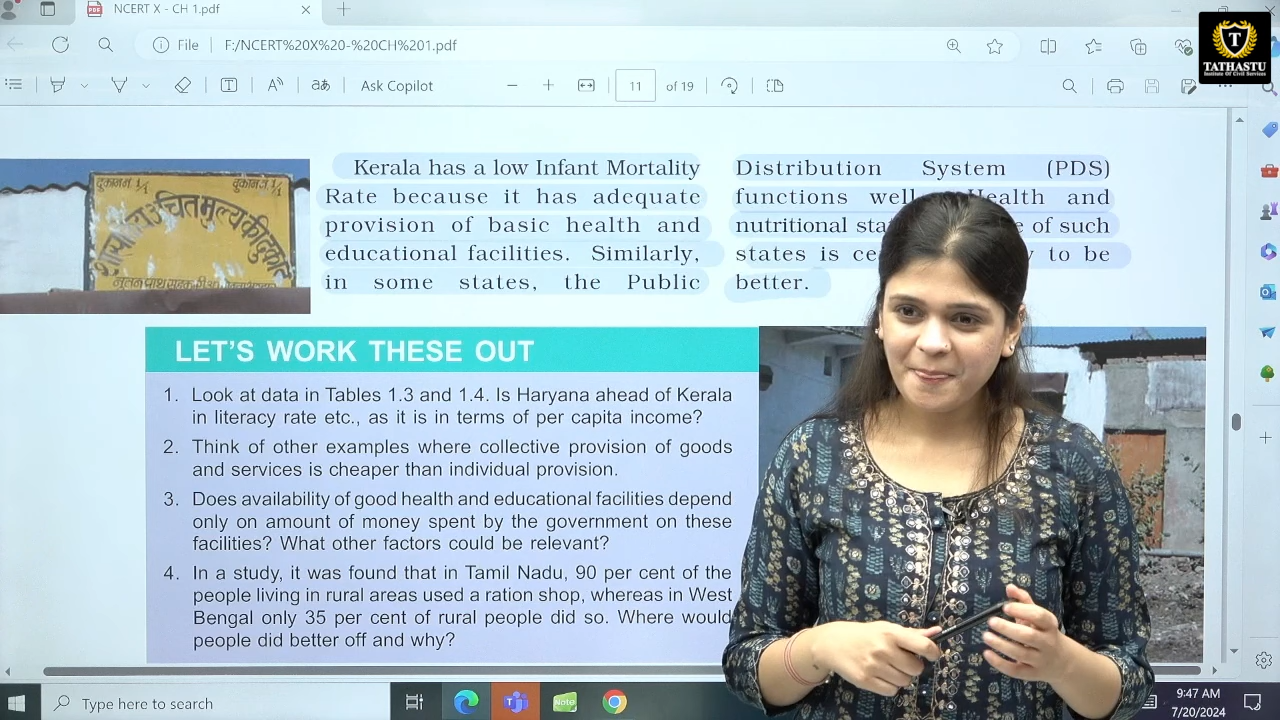 NCERT X - CH 1.pdf
File
F:/NCERT%20X%20-%20CH%201.pdf
T
TATHASTU
Institute Of Civil Services
Ask Copilot
11
of 19
दुकान नं. 1/1
Kerala has a low Infant Mortality
Rate because it has adequate
provision of basic health and
educational facilities. Similarly,
in some states, the Public
Distribution System (PDS)
functions well. Health and
nutritional of such
states is to be
better.
LET'S WORK THESE OUT
1. Look at data in Tables 1.3 and 1.4. Is Haryana ahead of Kerala
in literacy rate etc., as it is in terms of per capita income?
2. Think of other examples where collective provision of goods
and services is cheaper than individual provision.
3. Does availability of good health and educational facilities depend
only on amount of money spent by the government on these
facilities? What other factors could be relevant?
4. In a study, it was found that in Tamil Nadu, 90 per cent of the
people living in rural areas used a ration shop, whereas in West
Bengal only 35 per cent of rural people did so. Where would
people did better off and why?
Type here to search
Note
9:47 AM
7/20/2024